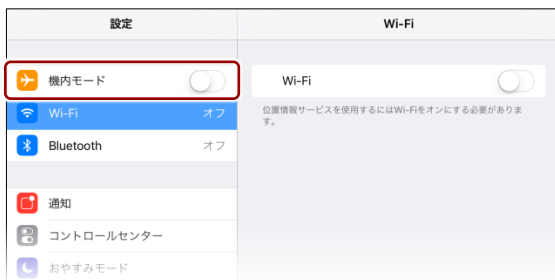 設定
Wi-Fi
機内モード
Wi-Fi
Wi-Fi オフ
位置情報サービスを使用するにはWi-Fiをオンにする必要がありま
す。
Bluetooth オフ
通知
コントロールセンター
おやすみモード